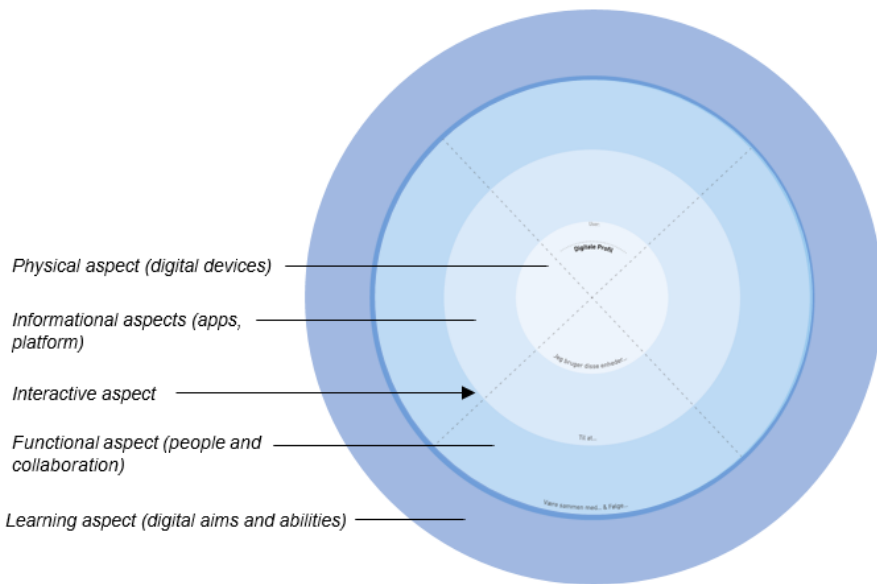 Digitale Profil
Physical aspect (digital devices)
Informational aspects (apps,
platform)
Jeg bruger disse enheder...
Interactive aspect
Functional aspect (people and
collaboration)
Til at...
Være sammen med... & Følge...
Learning aspect (digital aims and abilities)